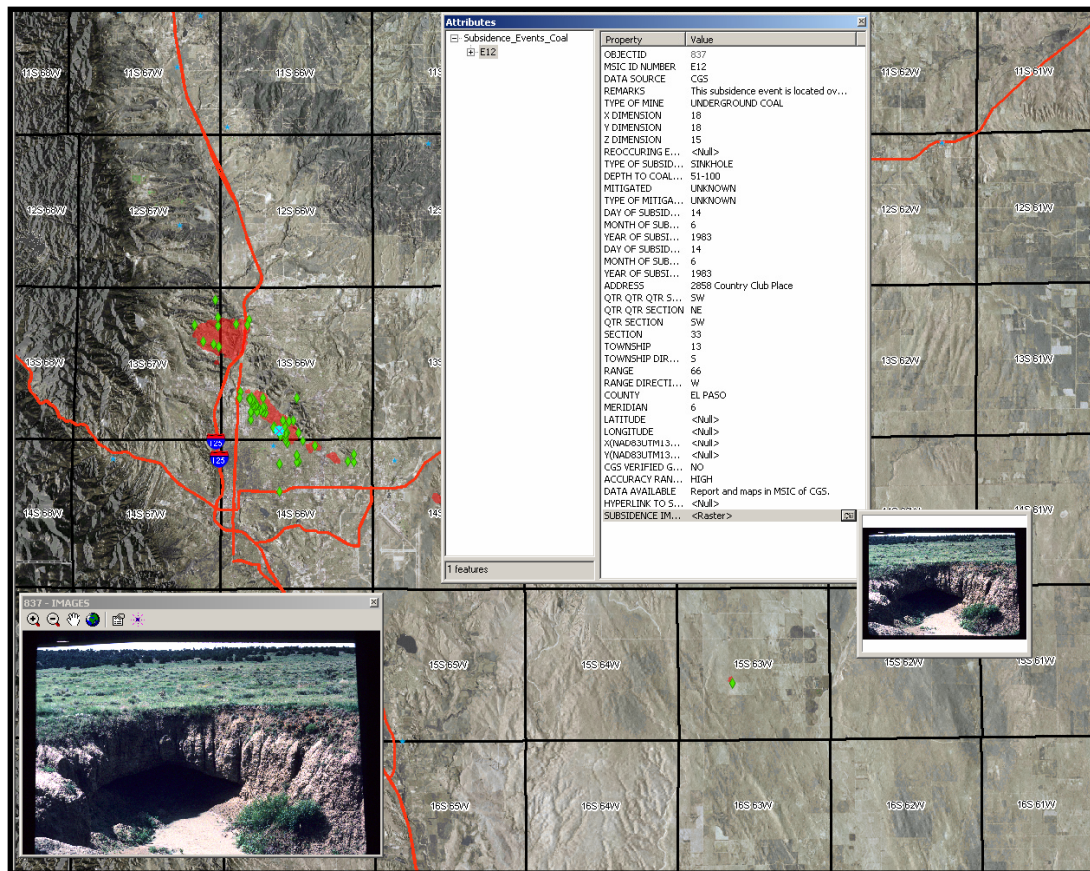 Attributes
Subsidence_Events_Coal
E12
1 features
Property Value
OBJECTID 837
MSIC ID NUMBER E12
DATA SOURCE CGS
REMARKS This subsidence event is located ov...
TYPE OF MINE UNDERGROUND COAL
X DIMENSION 18
Y DIMENSION 18
Z DIMENSION 15
REOCCURING E... <Null>
TYPE OF SUBSID... SINKHOLE
DEPTH TO COAL... 51-100
MITIGATED UNKNOWN
TYPE OF MITIGA... UNKNOWN
DAY OF SUBSID... 14
MONTH OF SUB... 6
YEAR OF SUBSI... 1983
DAY OF SUBSID... 14
MONTH OF SUB... 6
YEAR OF SUBSI... 1983
ADDRESS 2858 Country Club Place
QTR QTR QTR S... SW
QTR QTR SECTION NE
QTR SECTION SW
SECTION 33
TOWNSHIP 13
TOWNSHIP DIR... S
RANGE 66
RANGE DIRECTI... W
COUNTY EL PASO
MERIDIAN 6
LATITUDE <Null>
LONGITUDE <Null>
X(NAD83UTM13... <Null>
Y(NAD83UTM13... <Null>
CGS VERIFIED G... NO
ACCURACY RAN... HIGH
DATA AVAILABLE Report and maps in MSIC of CGS.
HYPERLINK TO S... <Null>
SUBSIDENCE IM... <Raster>
11S 68W 11S 67W 11S 66W 11S 62W 11S 61W
12S 68W 12S 67W 12S 66W 12S 62W 12S 61W
13S 68W 13S 67W 13S 66W 13S 62W 13S 61W
125
125
14S 68W 14S 67W 14S 66W 14S 61W
837 - IMAGES
15S 65W 15S 64W 15S 63W 15S 62W 15S 61W
16S 65W 16S 64W 16S 63W 16S 62W 16S 61W